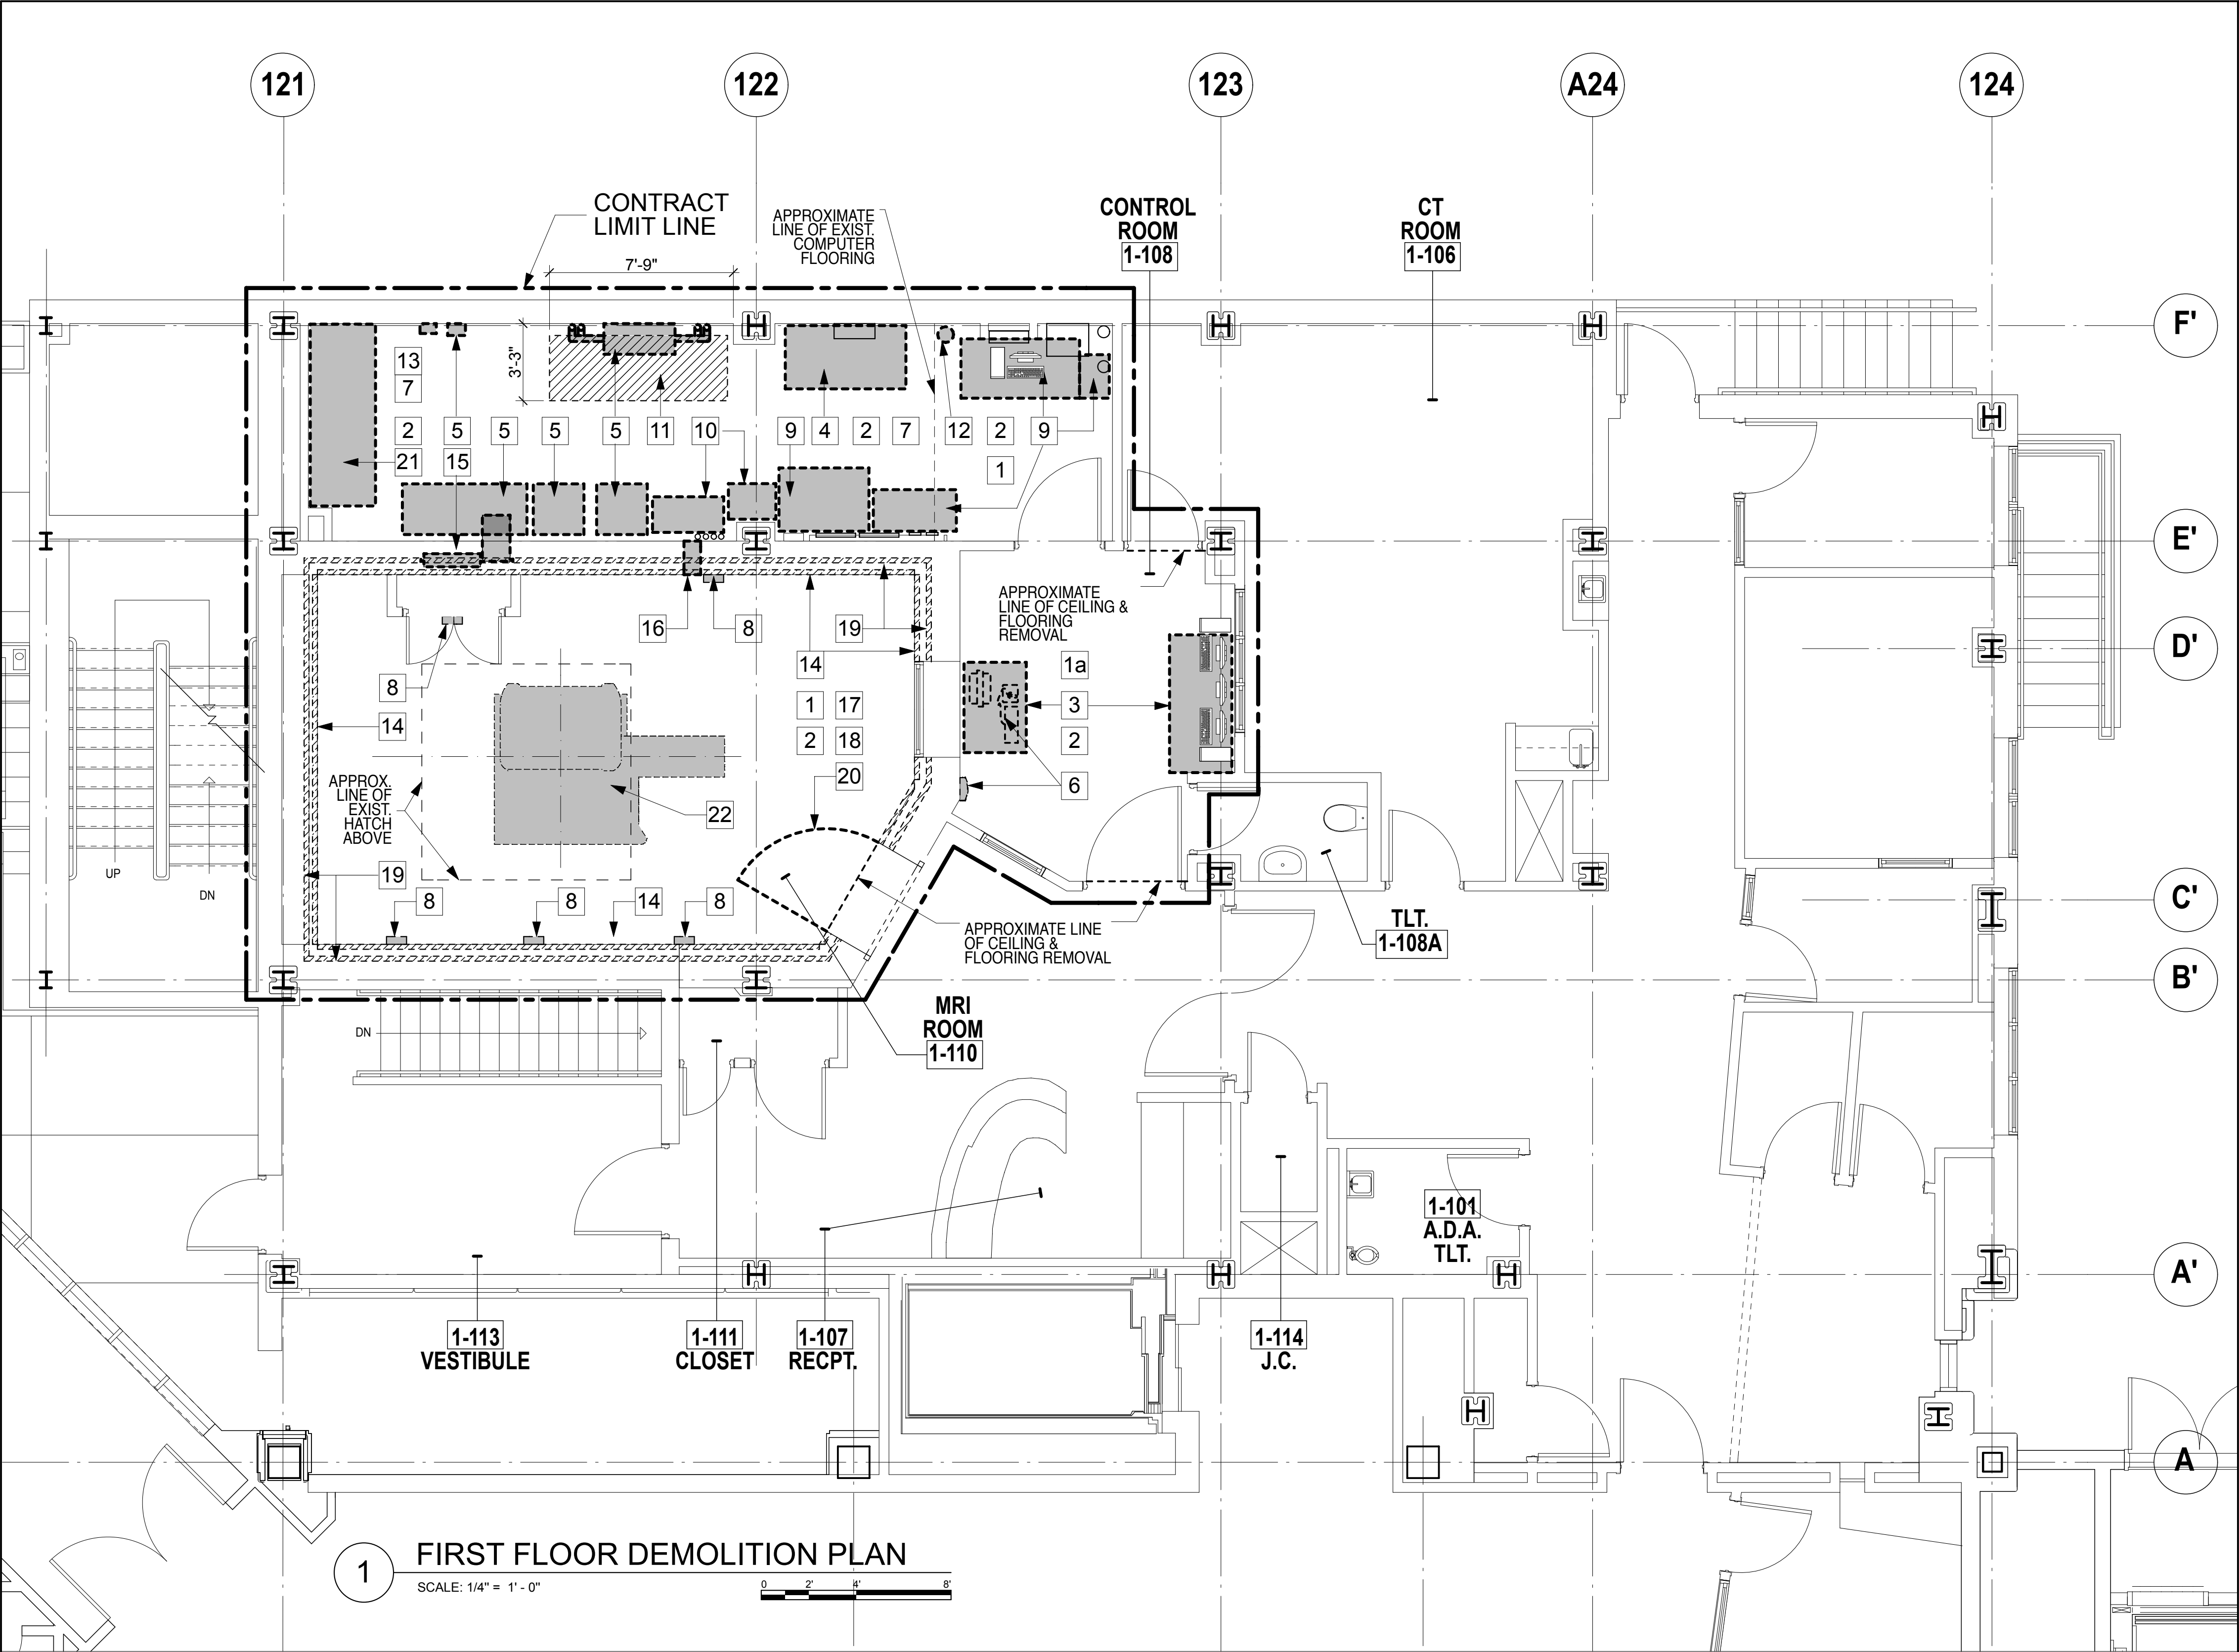 121
122
123
A24
124
CONTRACT
LIMIT LINE
7'-9"
3'-3"
APPROXIMATE
LINE OF EXIST.
COMPUTER
FLOORING
CONTROL
ROOM
1-108
CT
ROOM
1-106
F'
E'
D'
C'
B'
A'
A
13
7
2
5
5
5
5
11
10
9
4
2
7
12
2
9
21
15
1
APPROXIMATE
LINE OF CEILING &
FLOORING
REMOVAL
16
8
19
14
1a
8
1
17
3
14
2
18
2
20
6
APPROX.
LINE OF
EXIST.
HATCH
ABOVE
22
19
8
8
14
8
UP
DN
APPROXIMATE LINE
OF CEILING &
FLOORING REMOVAL
TLT.
1-108A
MRI
ROOM
1-110
DN
1-101
A.D.A.
TLT.
1-113
VESTIBULE
1-111
CLOSET
1-107
RECPT.
1-114
J.C.
1
FIRST FLOOR DEMOLITION PLAN
SCALE: 1/4" = 1' - 0"
0 2' 4' 8'